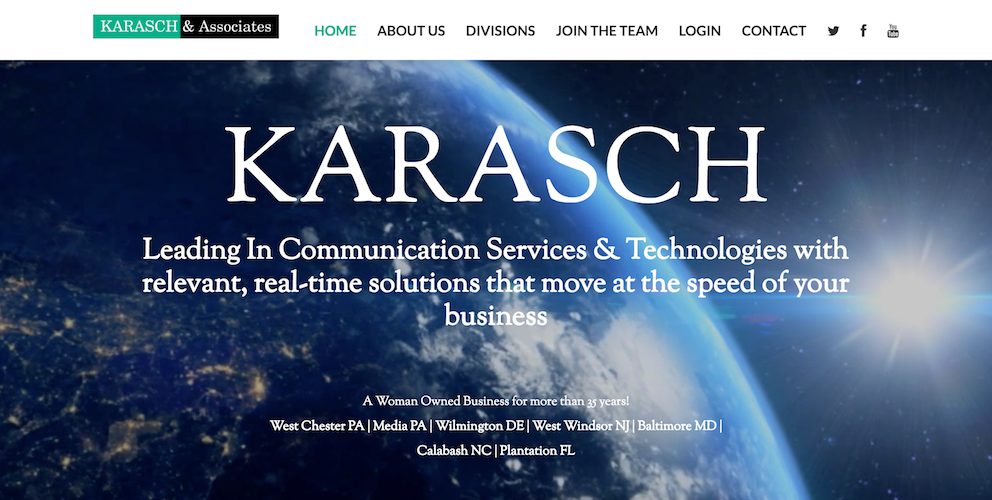 KARASCH & Associates
HOME ABOUT US DIVISIONS JOIN THE TEAM LOGIN CONTACT You Tube
KARASCH
Leading In Communication Services & Technologies with
relevant, real-time solutions that move at the speed of your
business
A Woman Owned Business for more than 35 years!
West Chester PA | Media PA | Wilmington DE | West Windsor NJ | Baltimore MD |
Calabash NC | Plantation FL